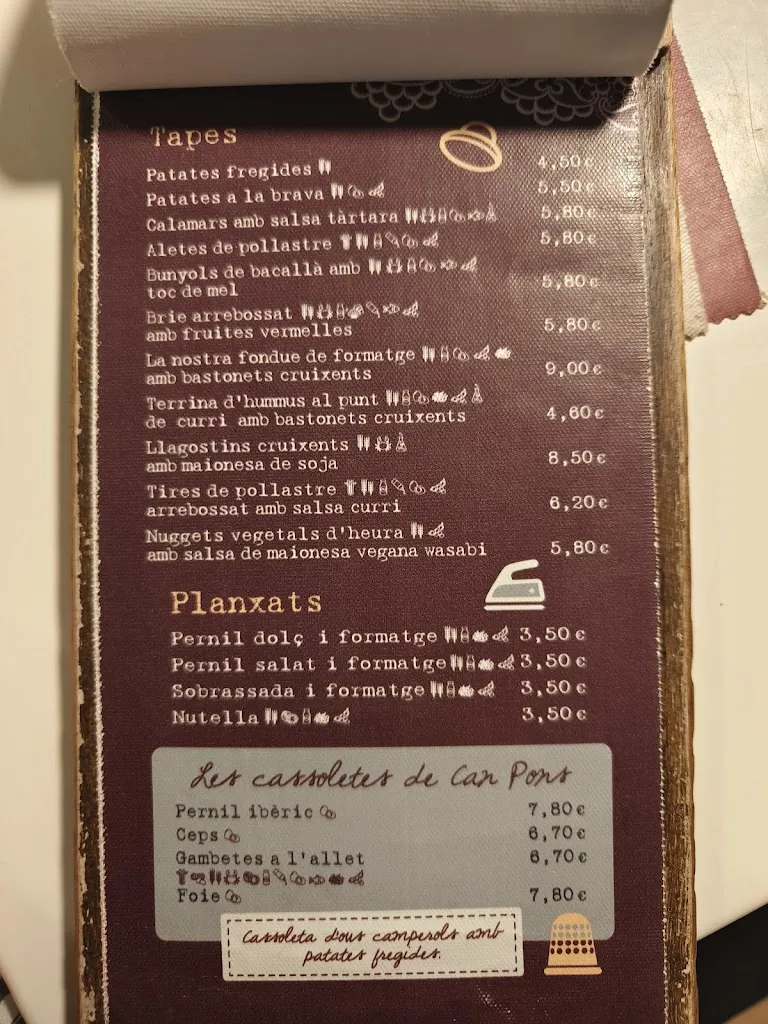 Tapes
Patates fregides 4,50€
Patates a la brava 5,50€
Calamars amb salsa tàrtara 5,80€
Aletes de pollastre 5,80€
Bunyols de bacallà amb
toc de mel 5,80€
Brie arrebossat
amb fruites vermelles 5,80€
La nostra fondue de formatge
amb bastonets cruixents 9,00€
Terrina d'hummus al punt
de curri amb bastonets cruixents 4,60€
Llagostins cruixents
amb maionesa de soja 8,50€
Tires de pollastre
arrebossat amb salsa curri 6,20€
Nuggets vegetals d'heura
amb salsa de maionesa vegana wasabi 5,80€
Planxats
Pernil dolç i formatge 3,50€
Pernil salat i formatge 3,50€
Sobrassada i formatge 3,50€
Nutella 3,50€
Les cassoletes de Can Pons
Pernil ibèric 7,80€
Ceps 6,70€
Gambetes a l'allet 6,70€
Foie 7,80€
Cassoleta d'ous camperols amb
patates fregides.